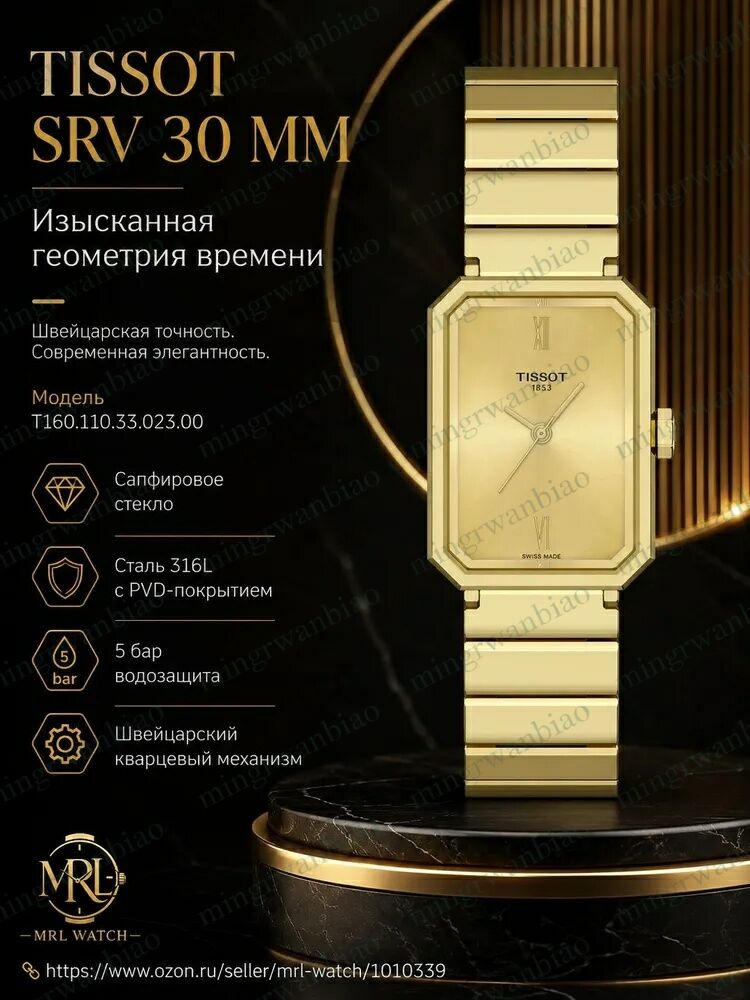 TISSOT
SRV 30 MM
Изысканная
геометрия времени
Швейцарская точность.
Современная элегантность.
Модель
T160.110.33.023.00
Сапфировое
стекло
Сталь 316L
с PVD-покрытием
5
bar
5 бар
водозащита
Швейцарский
кварцевый механизм
XII
TISSOT
1853
VI
SWISS MADE
MRL
MRL WATCH
https://www.ozon.ru/seller/mrl-watch/1010339
mingrwanbiao